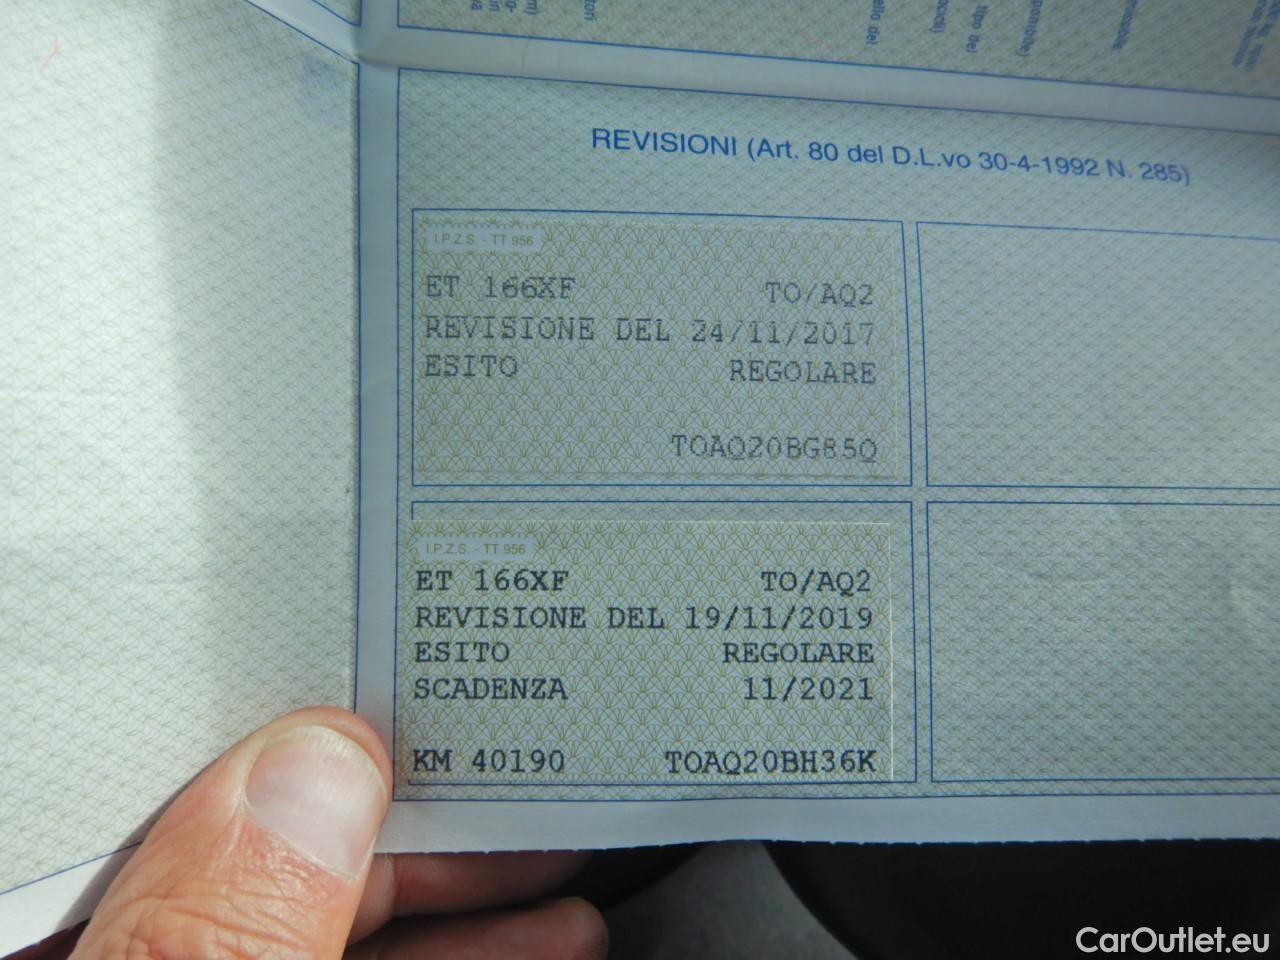 REVISIONI (Art. 80 del D.L.vo 30-4-1992 N. 285)
I.P.Z.S. - TT 956
ET 166XF TO/AQ2
REVISIONE DEL 24/11/2017
ESITO REGOLARE
TOAQ20BG85Q
I.P.Z.S. - TT 956
ET 166XF TO/AQ2
REVISIONE DEL 19/11/2019
ESITO REGOLARE
SCADENZA 11/2021
KM 40190 TOAQ20BH36K
CarOutlet.eu